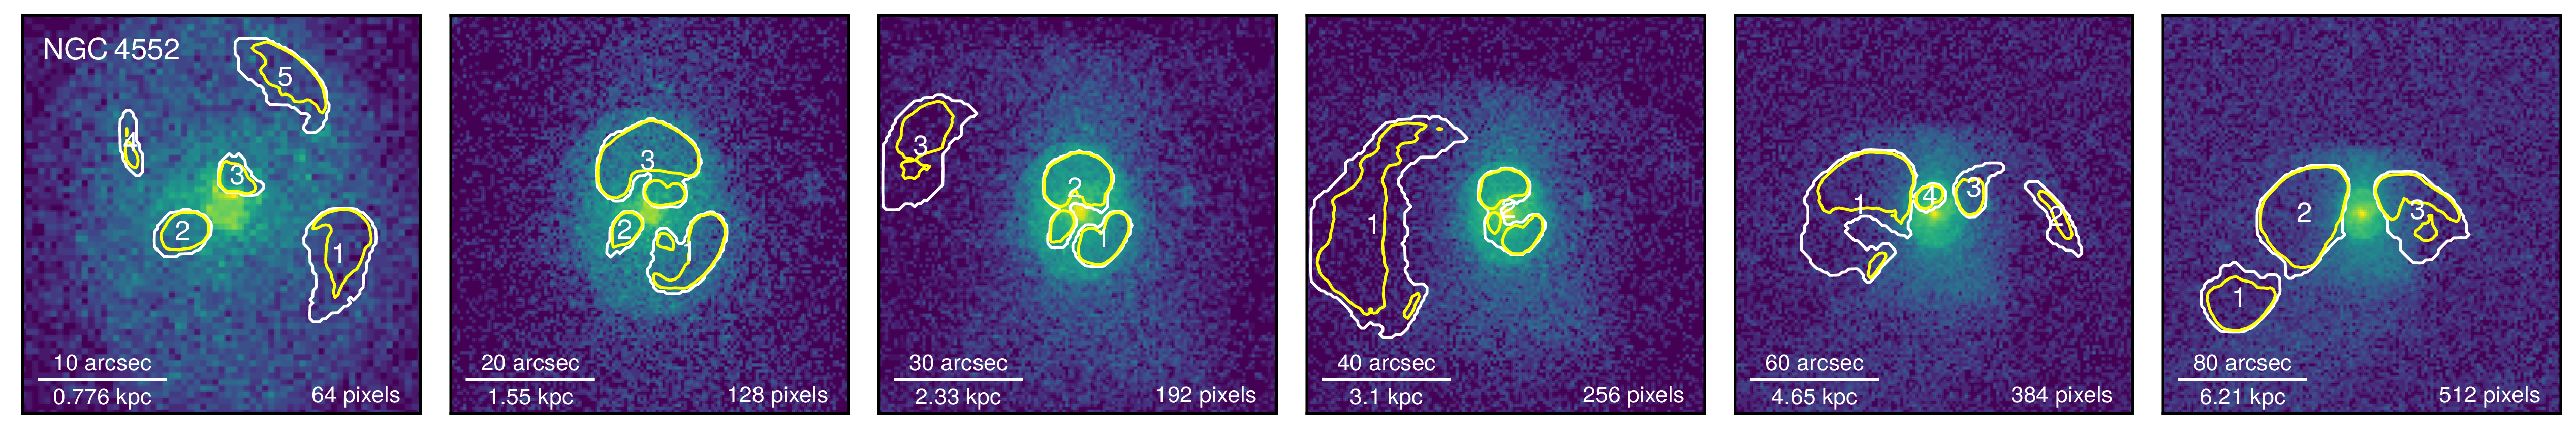 NGC 4552
5
4
3
2
1
10 arcsec
0.776 kpc
64 pixels
3
2
1
20 arcsec
1.55 kpc
128 pixels
3
2
1
30 arcsec
2.33 kpc
192 pixels
1
2
40 arcsec
3.1 kpc
256 pixels
1
4
3
2
60 arcsec
4.65 kpc
384 pixels
2
3
1
80 arcsec
6.21 kpc
512 pixels